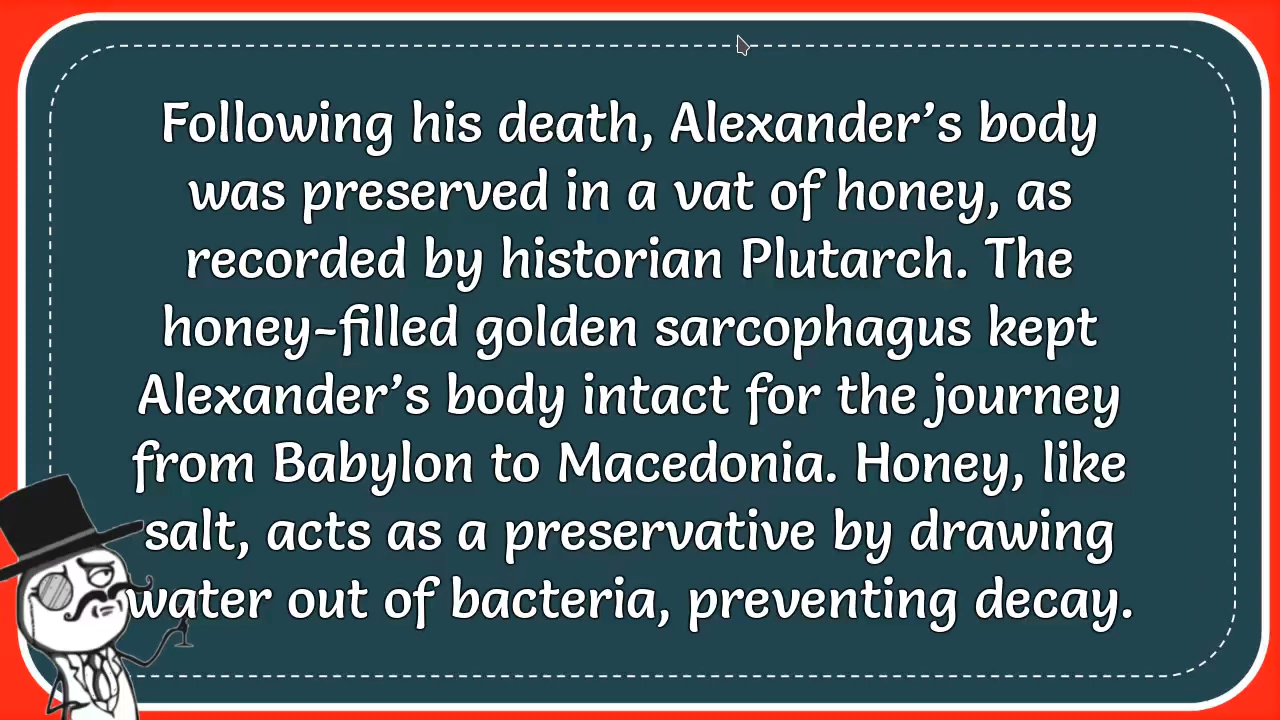 Following his death, Alexander’s body
was preserved in a vat of honey, as
recorded by historian Plutarch. The
honey-filled golden sarcophagus kept
Alexander’s body intact for the journey
from Babylon to Macedonia. Honey, like
salt, acts as a preservative by drawing
water out of bacteria, preventing decay.